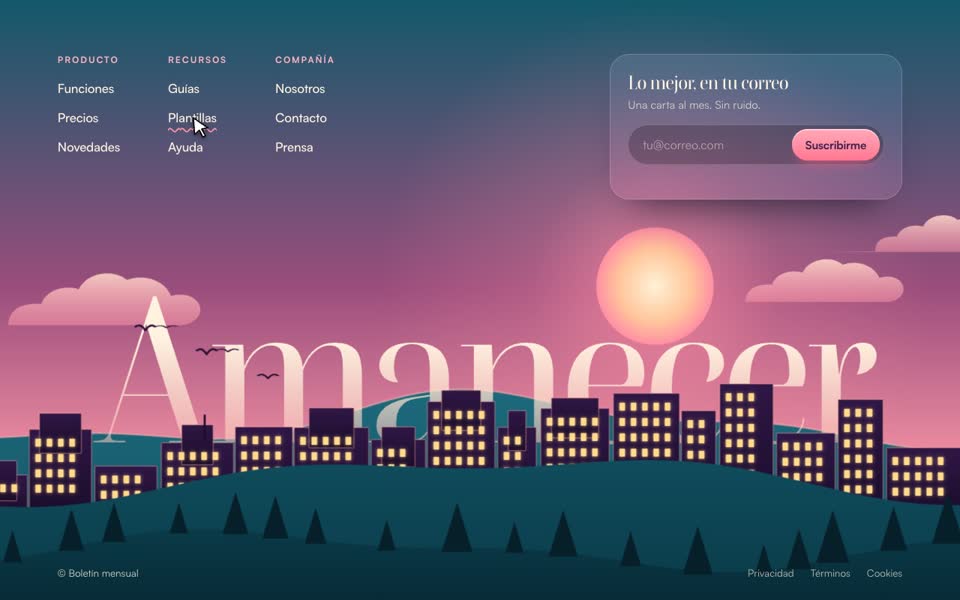 PRODUCTO
Funciones
Precios
Novedades
RECURSOS
Guías
Plantillas
Ayuda
COMPAÑÍA
Nosotros
Contacto
Prensa
Lo mejor, en tu correo
Una carta al mes. Sin ruido.
tu@correo.com
Suscribirme
Amanecer
© Boletín mensual
Privacidad
Términos
Cookies